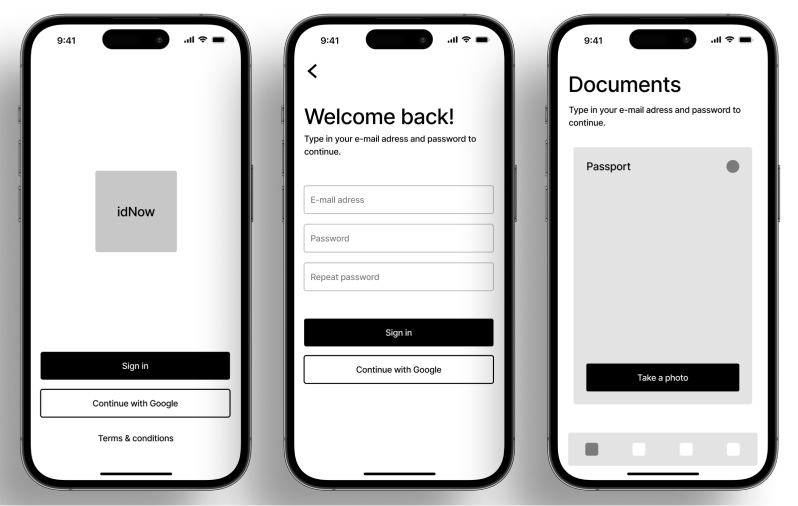 9:41
idNow
Sign in
Continue with Google
Terms & conditions
9:41
Welcome back!
Type in your e-mail adress and password to
continue.
E-mail adress
Password
Repeat password
Sign in
Continue with Google
9:41
Documents
Type in your e-mail adress and password to
continue.
Passport
Take a photo